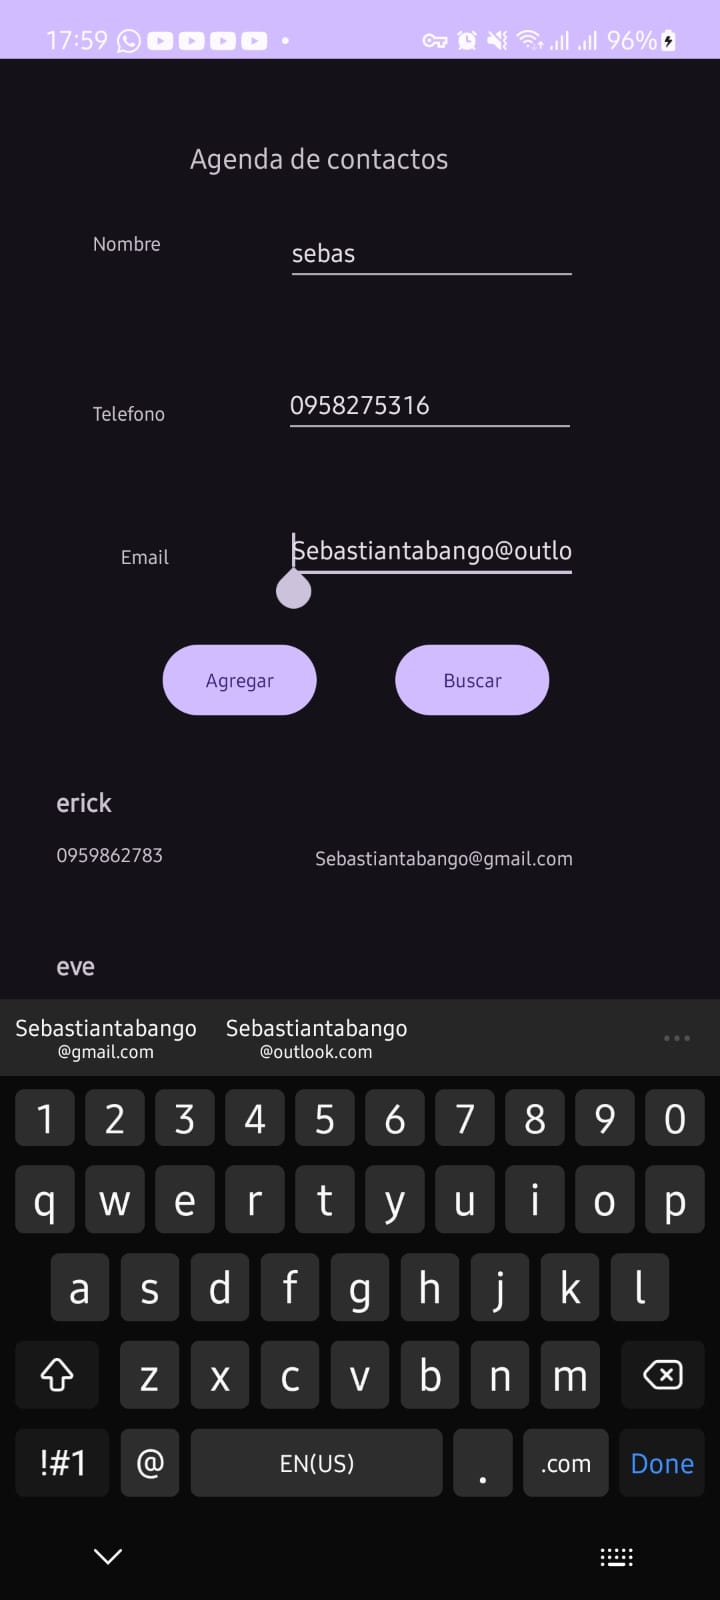 17:59 96%
Agenda de contactos
Nombre sebas
Telefono 0958275316
Email Sebastiantabango@outlo
Agregar Buscar
erick
0959862783 Sebastiantabango@gmail.com
eve
Sebastiantabango Sebastiantabango
@gmail.com @outlook.com
1 2 3 4 5 6 7 8 9 0
q w e r t y u i o p
a s d f g h j k l
z x c v b n m
!#1 @ EN(US) . .com Done